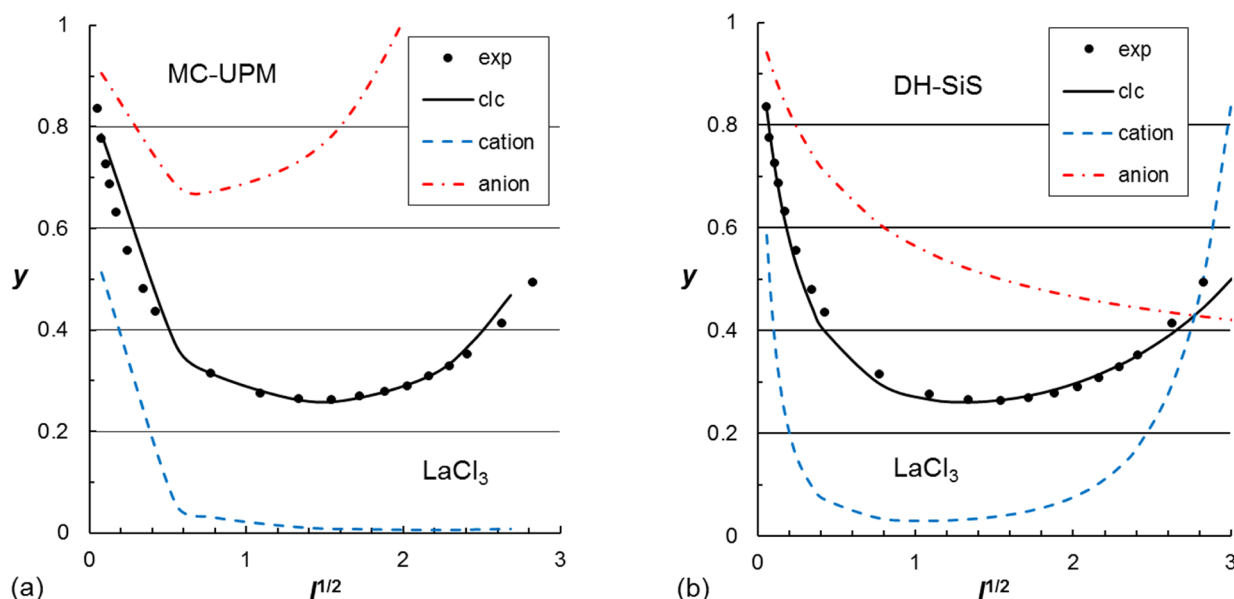 1
0.8
0.6
0.4
0.2
0
y
MC-UPM
exp
clc
cation
anion
LaCl₃
0 1 2 3
(a)
I^1/2
1
0.8
0.6
0.4
0.2
0
y
DH-SiS
exp
clc
cation
anion
LaCl₃
0 1 2 3
(b)
I^1/2